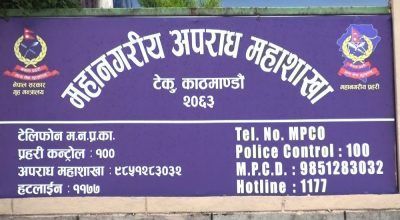 महानगरीय अपराध महाशाखा
टेकु, काठमाण्डौं
२०६३
नेपाल सरकार
गृह मन्त्रालय
महानगरीय प्रहरी
टेलिफोन म.न.प्र.का.
प्रहरी कन्ट्रोल : १००
अपराध महाशाखा : ९८५१२८३०३२
हटलाईन : ११७७
Tel. No. MPCO
Police Control : 100
M.P.C.D. : 9851283032
Hotline : 1177